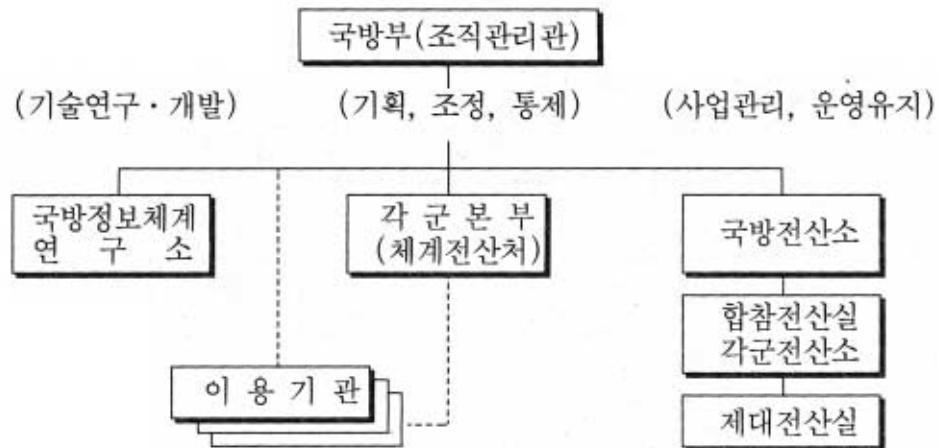 국방부(조직관리관)
(기술연구·개발) (기획, 조정, 통제) (사업관리, 운영유지)
국방정보체계
연 구 소
각 군 본 부
(체계전산처)
국방전산소
합참전산실
각군전산소
이 용 기 관
제대전산실